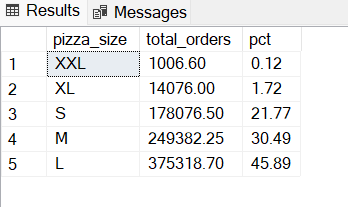 Results Messages
pizza_size total_orders pct
1 XXL 1006.60 0.12
2 XL 14076.00 1.72
3 S 178076.50 21.77
4 M 249382.25 30.49
5 L 375318.70 45.89